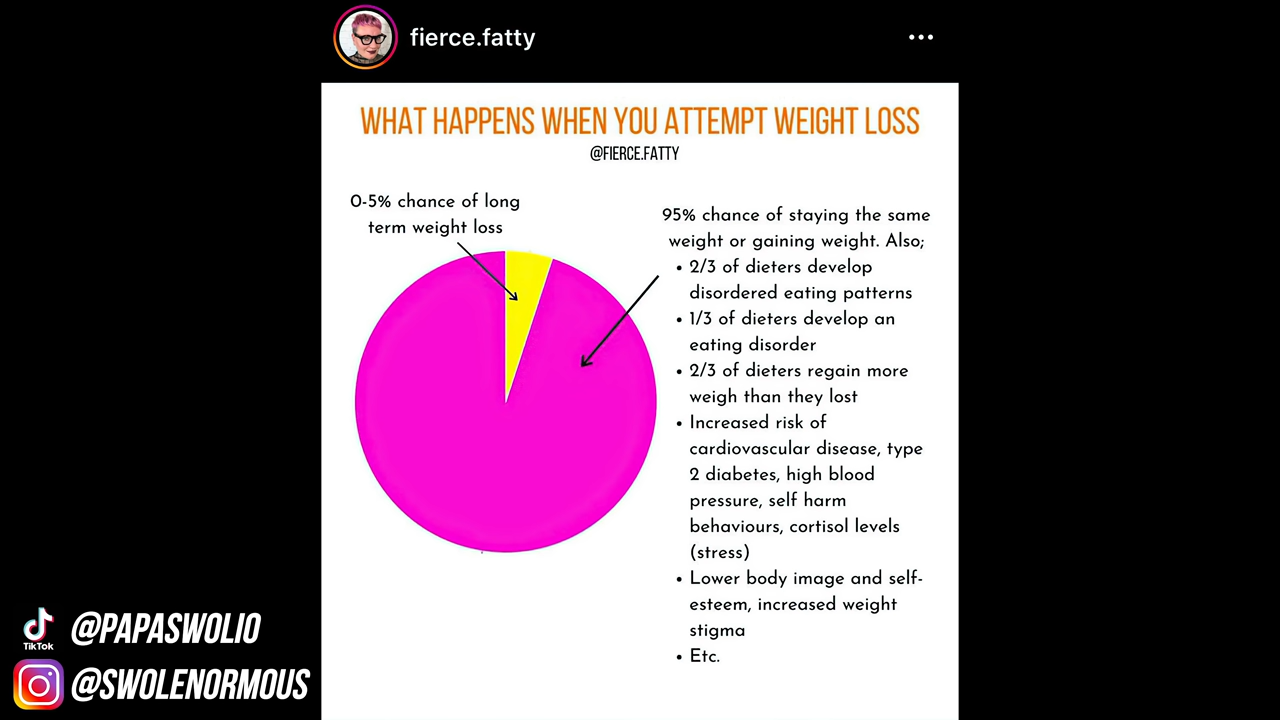 fierce.fatty
WHAT HAPPENS WHEN YOU ATTEMPT WEIGHT LOSS
@FIERCE.FATTY
0-5% chance of long
term weight loss
95% chance of staying the same
weight or gaining weight. Also;
• 2/3 of dieters develop
disordered eating patterns
• 1/3 of dieters develop an
eating disorder
• 2/3 of dieters regain more
weigh than they lost
• Increased risk of
cardiovascular disease, type
2 diabetes, high blood
pressure, self harm
behaviours, cortisol levels
(stress)
• Lower body image and self-
esteem, increased weight
stigma
• Etc.
TikTok
@PAPASWOLIO
@SWOLENORMOUS